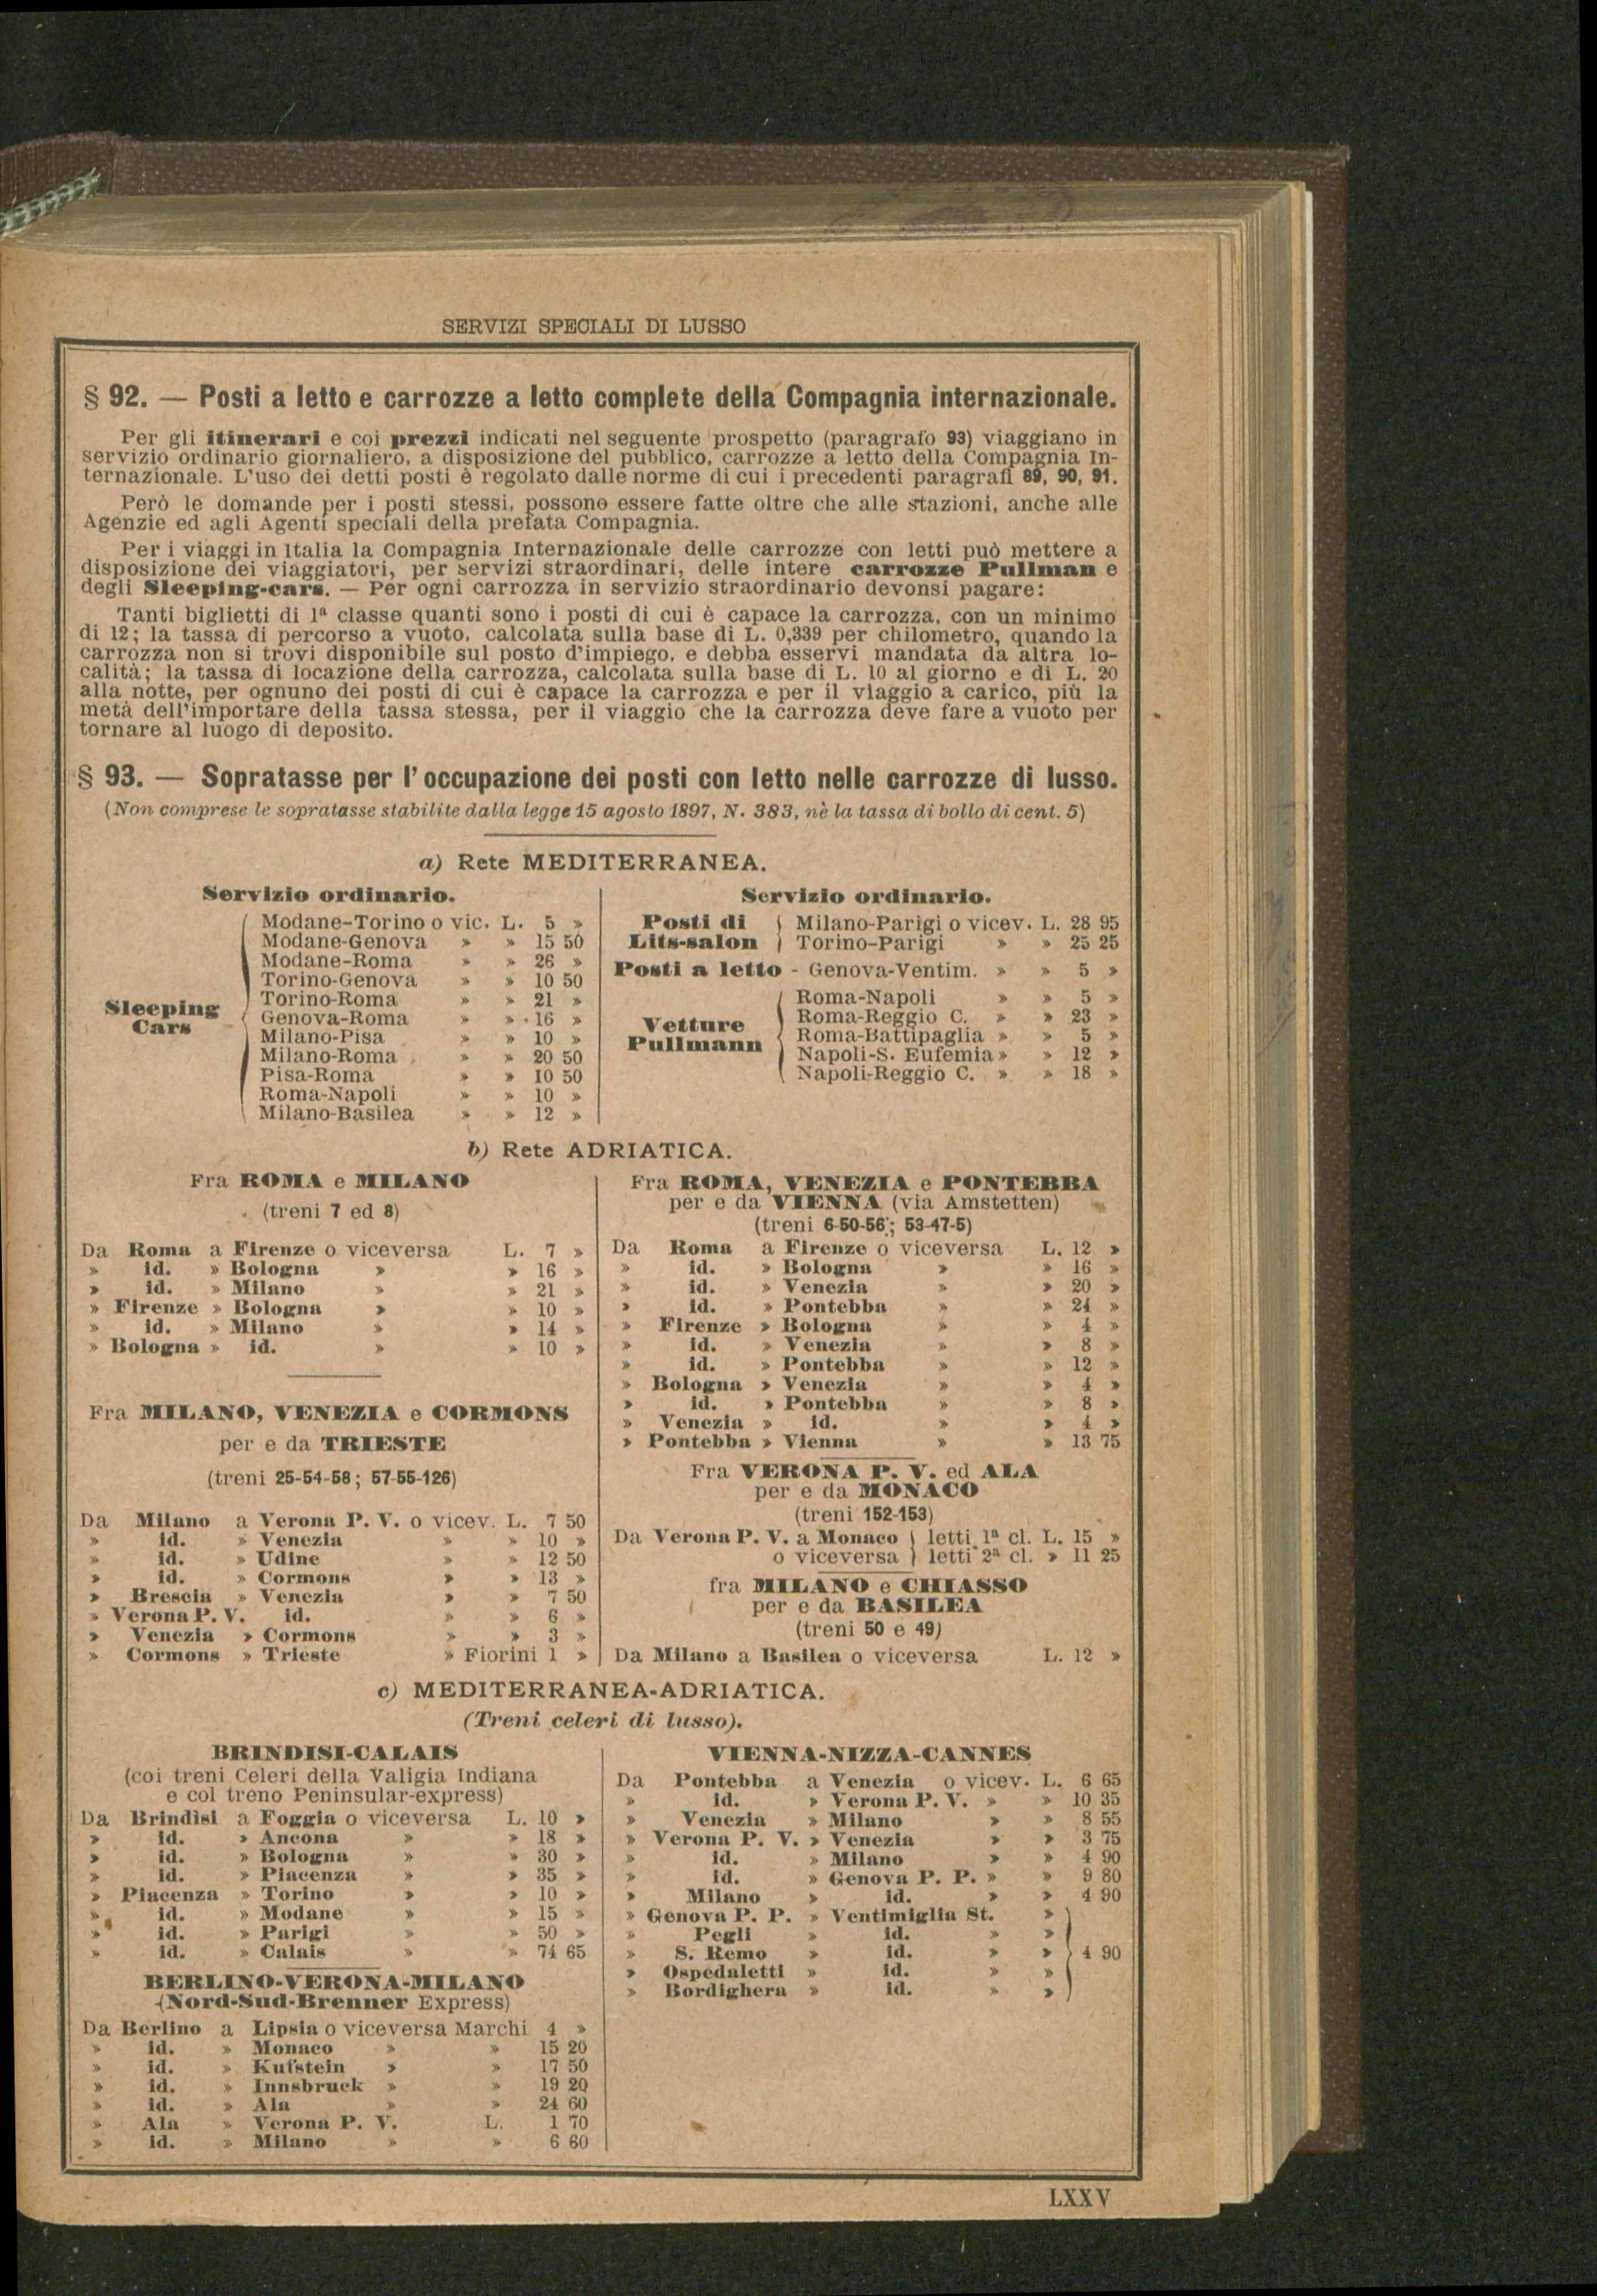 SERVIZI SPECIALI DI LUSSO
§ 92. — Posti a letto e carrozze a letto complete della Compagnia internazionale.
Per gli itinerari e coi prezzi indicati nel seguente prospetto (paragrafo 93) viaggiano in
servizio ordinario giornaliero, a disposizione del pubblico, carrozze a letto della Compagnia In-
ternazionale. L'uso dei detti posti è regolato dalle norme di cui i precedenti paragrafi 89, 90, 91.
Però le domande per i posti stessi, possono essere fatte oltre che alle stazioni, anche alle
Agenzie ed agli Agenti speciali della prefata Compagnia.
Per i viaggi in Italia la Compagnia Internazionale delle carrozze con letti può mettere a
disposizione dei viaggiatori, per servizi straordinari, delle intere carrozze Pullman e
degli Sleeping-cars. — Per ogni carrozza in servizio straordinario devonsi pagare:
Tanti biglietti di 1ª classe quanti sono i posti di cui è capace la carrozza, con un minimo
di 12; la tassa di percorso a vuoto, calcolata sulla base di L. 0,339 per chilometro, quando la
carrozza non si trovi disponibile sul posto d'impiego, e debba esservi mandata da altra lo-
calità; la tassa di locazione della carrozza, calcolata sulla base di L. 10 al giorno e di L. 20
alla notte, per ognuno dei posti di cui è capace la carrozza e per il viaggio a carico, più la
metà dell'importare della tassa stessa, per il viaggio che la carrozza deve fare a vuoto per
tornare al luogo di deposito.
§ 93. — Sopratasse per l'occupazione dei posti con letto nelle carrozze di lusso.
(Non comprese le sopratasse stabilite dalla legge 15 agosto 1897, N. 383, nè la tassa di bollo di cent. 5)
a) Rete MEDITERRANEA.
Servizio ordinario.
Sleeping
Cars
Modane-Torino o vic. L. 5 »
Modane-Genova » » 15 50
Modane-Roma » » 26 »
Torino-Genova » » 10 50
Torino-Roma » » 21 »
Genova-Roma » » 16 »
Milano-Pisa » » 10 »
Milano-Roma » » 20 50
Pisa-Roma » » 10 50
Roma-Napoli » » 10 »
Milano-Basilea » » 12 »
Servizio ordinario.
Posti di
Lits-salon
Milano-Parigi o vicev. L. 28 95
Torino-Parigi » » 25 25
Posti a letto - Genova-Ventim. » » 5 »
Vetture
Pullmann
Roma-Napoli » » 5 »
Roma-Reggio C. » » 23 »
Roma-Battipaglia » » 5 »
Napoli-S. Eufemia » » 12 »
Napoli-Reggio C. » » 18 »
b) Rete ADRIATICA.
Fra ROMA e MILANO
(treni 7 ed 8)
Da Roma a Firenze o viceversa L. 7 »
» id. » Bologna » » 16 »
» id. » Milano » » 21 »
» Firenze » Bologna » » 10 »
» id. » Milano » » 14 »
» Bologna » id. » » 10 »
Fra MILANO, VENEZIA e CORMONS
per e da TRIESTE
(treni 25-54-58; 57-55-126)
Da Milano a Verona P. V. o vicev. L. 7 50
» id. » Venezia » » 10 »
» id. » Udine » » 12 50
» id. » Cormons » » 13 »
» Brescia » Venezia » » 7 50
» Verona P. V. id. » » 6 »
» Venezia » Cormons » » 3 »
» Cormons » Trieste » Fiorini 1 »
Fra ROMA, VENEZIA e PONTEBBA
per e da VIENNA (via Amstetten)
(treni 6-50-56; 53-47-5)
Da Roma a Firenze o viceversa L. 12 »
» id. » Bologna » » 16 »
» id. » Venezia » » 20 »
» id. » Pontebba » » 24 »
» Firenze » Bologna » » 4 »
» id. » Venezia » » 8 »
» id. » Pontebba » » 12 »
» Bologna » Venezia » » 4 »
» id. » Pontebba » » 8 »
» Venezia » id. » » 4 »
» Pontebba » Vienna » » 13 75
Fra VERONA P. V. ed ALA
per e da MONACO
(treni 152-153)
Da Verona P. V. a Monaco } letti 1ª cl. L. 15 »
o viceversa } letti 2ª cl. » 11 25
fra MILANO e CHIASSO
per e da BASILEA
(treni 50 e 49)
Da Milano a Basilea o viceversa L. 12 »
c) MEDITERRANEA-ADRIATICA.
(Treni celeri di lusso).
BRINDISI-CALAIS
(coi treni Celeri della Valigia Indiana
e col treno Peninsular-express)
Da Brindisi a Foggia o viceversa L. 10 »
» id. » Ancona » » 18 »
» id. » Bologna » » 30 »
» id. » Piacenza » » 35 »
» Piacenza » Torino » » 10 »
» id. » Modane » » 15 »
» id. » Parigi » » 50 »
» id. » Calais » » 74 65
BERLINO-VERONA-MILANO
(Nord-Sud-Brenner Express)
Da Berlino a Lipsia o viceversa Marchi 4 »
» id. » Monaco » » 15 20
» id. » Kufstein » » 17 50
» id. » Innsbruck » » 19 20
» id. » Ala » » 24 60
» Ala » Verona P. V. L. 1 70
» id. » Milano » » 6 60
VIENNA-NIZZA-CANNES
Da Pontebba a Venezia o vicev. L. 6 65
» id. » Verona P. V. » » 10 35
» Venezia » Milano » » 8 55
» Verona P. V. » Venezia » » 3 75
» id. » Milano » » 4 90
» id. » Genova P. P. » » 9 80
» Milano » id. » » 4 90
» Genova P. P. » Ventimiglia St. »
» Pegli » id. » »
» S. Remo » id. » » } 4 90
» Ospedaletti » id. » »
» Bordighera » id. » »
LXXV